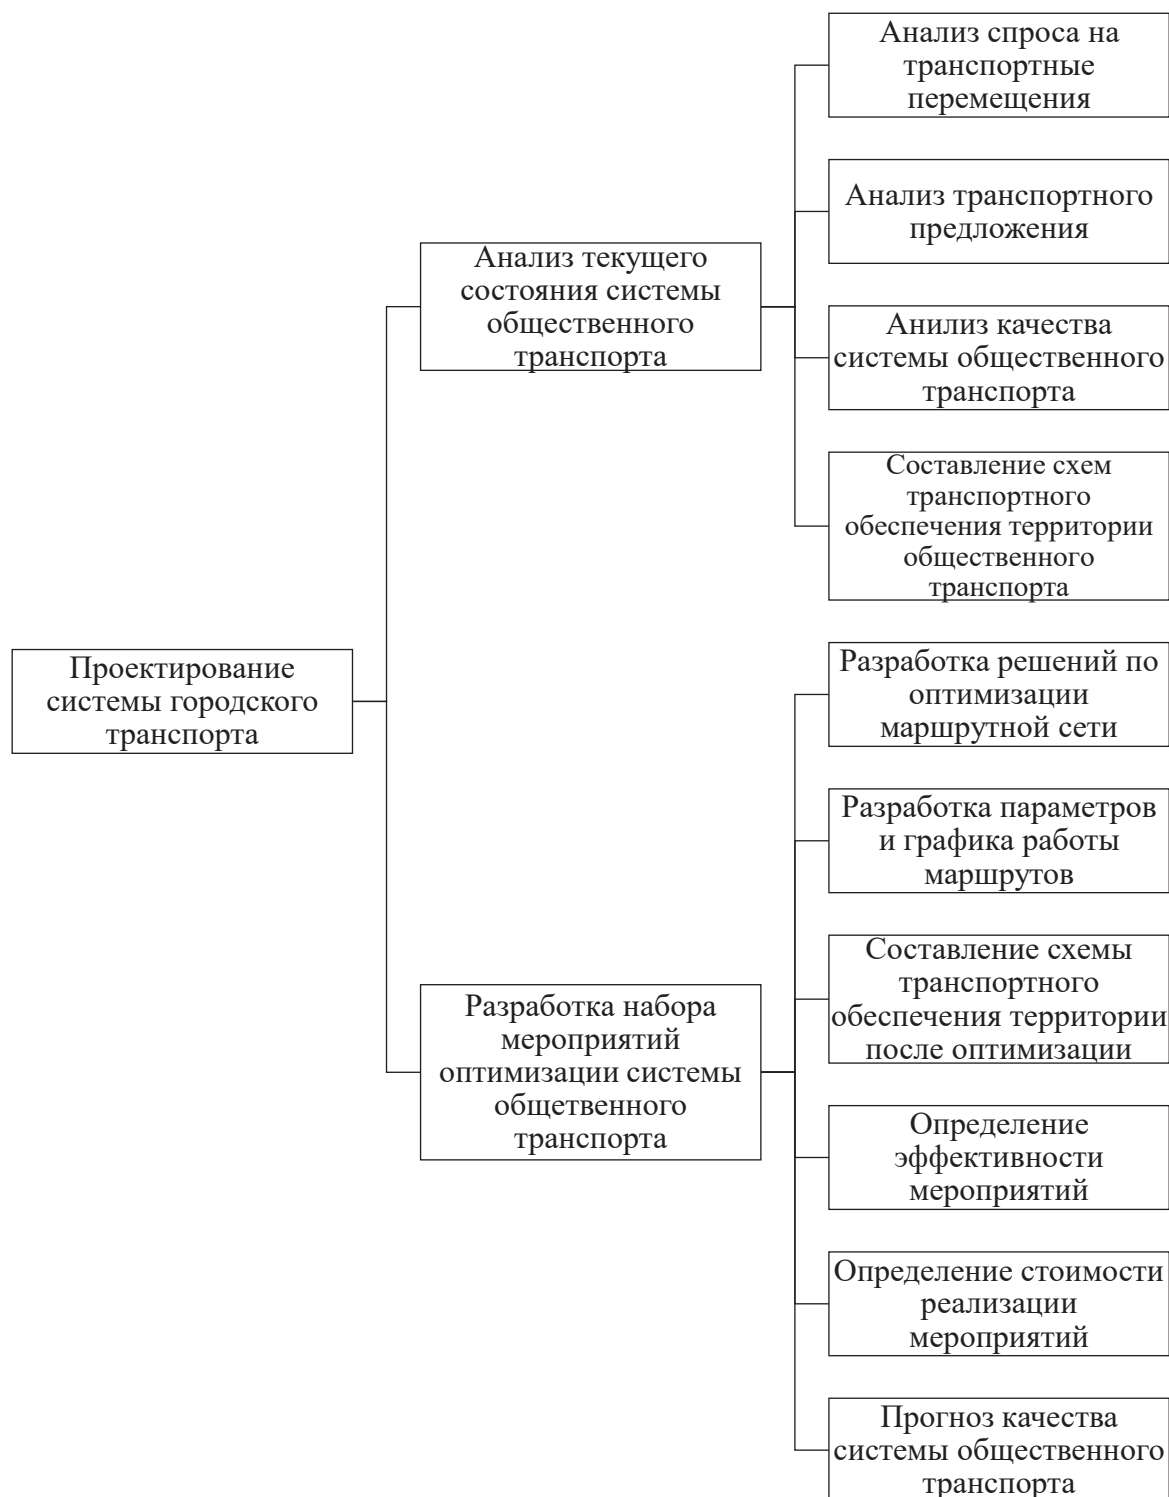 Анализ спроса на
транспортные
перемещения
Анализ транспортного
предложения
Анализ текущего
состояния системы
общественного
транспорта
Анилиз качества
системы общественного
транспорта
Составление схем
транспортного
обеспечения территории
общественного
транспорта
Проектирование
системы городского
транспорта
Разработка решений по
оптимизации
маршрутной сети
Разработка параметров
и графика работы
маршрутов
Составление схемы
транспортного
обеспечения территории
после оптимизации
Разработка набора
мероприятий
оптимизации системы
общетвенного
транспорта
Определение
эффективности
мероприятий
Определение стоимости
реализации
мероприятий
Прогноз качества
системы общественного
транспорта